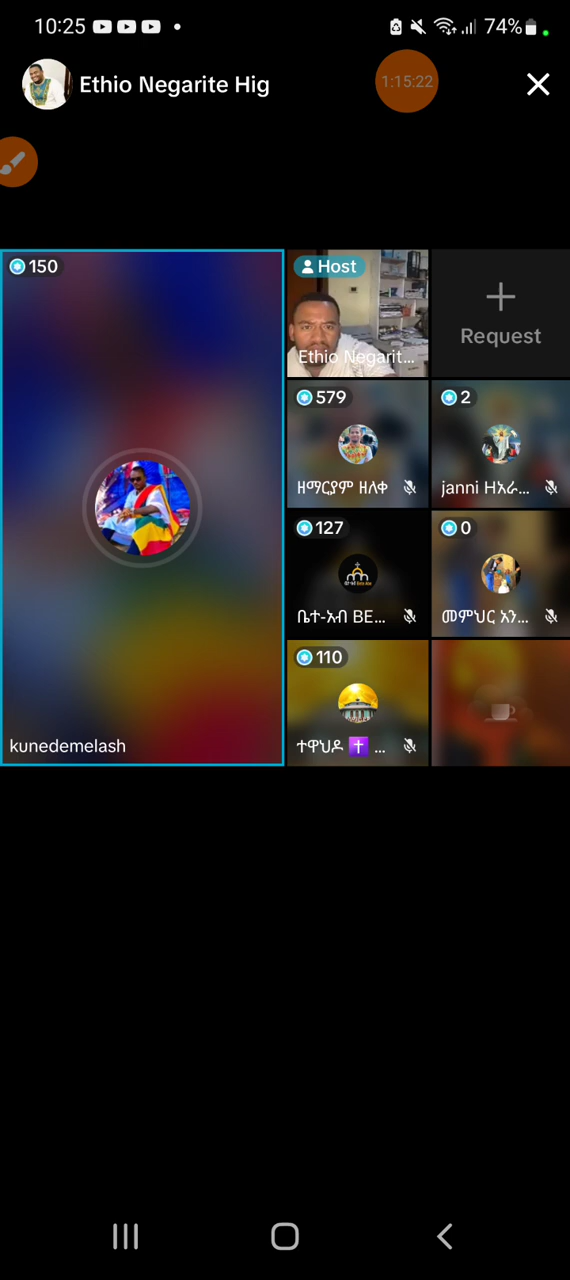 10:25
74%
Ethio Negarite Hig
1:15:22
150
Host
Ethio Negarit...
Request
579
ዘማርያም ዘለቀ
2
janni Hአራ...
127
ቤተ-አብ BE...
0
መምህር አን...
110
ተዋህዶ ✝️ ...
kunedemelash